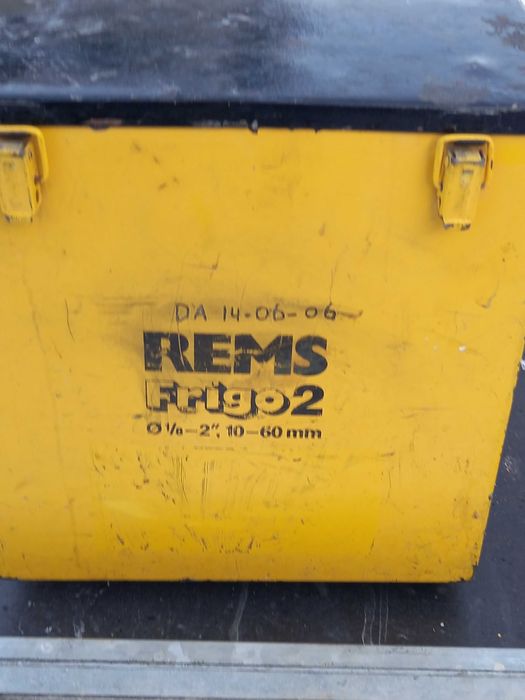 DA 14-06-06
REMS
Frigo2
Ø ⅛-2", 10-60 mm